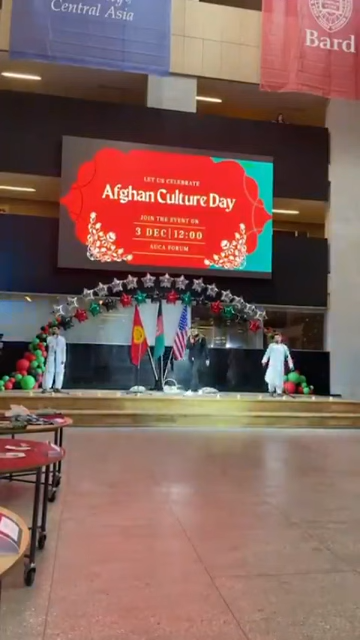 Central Asia
Bard
LET US CELEBRATE
Afghan Culture Day
JOIN THE EVENT ON
3 DEC | 12:00
AUCA FORUM